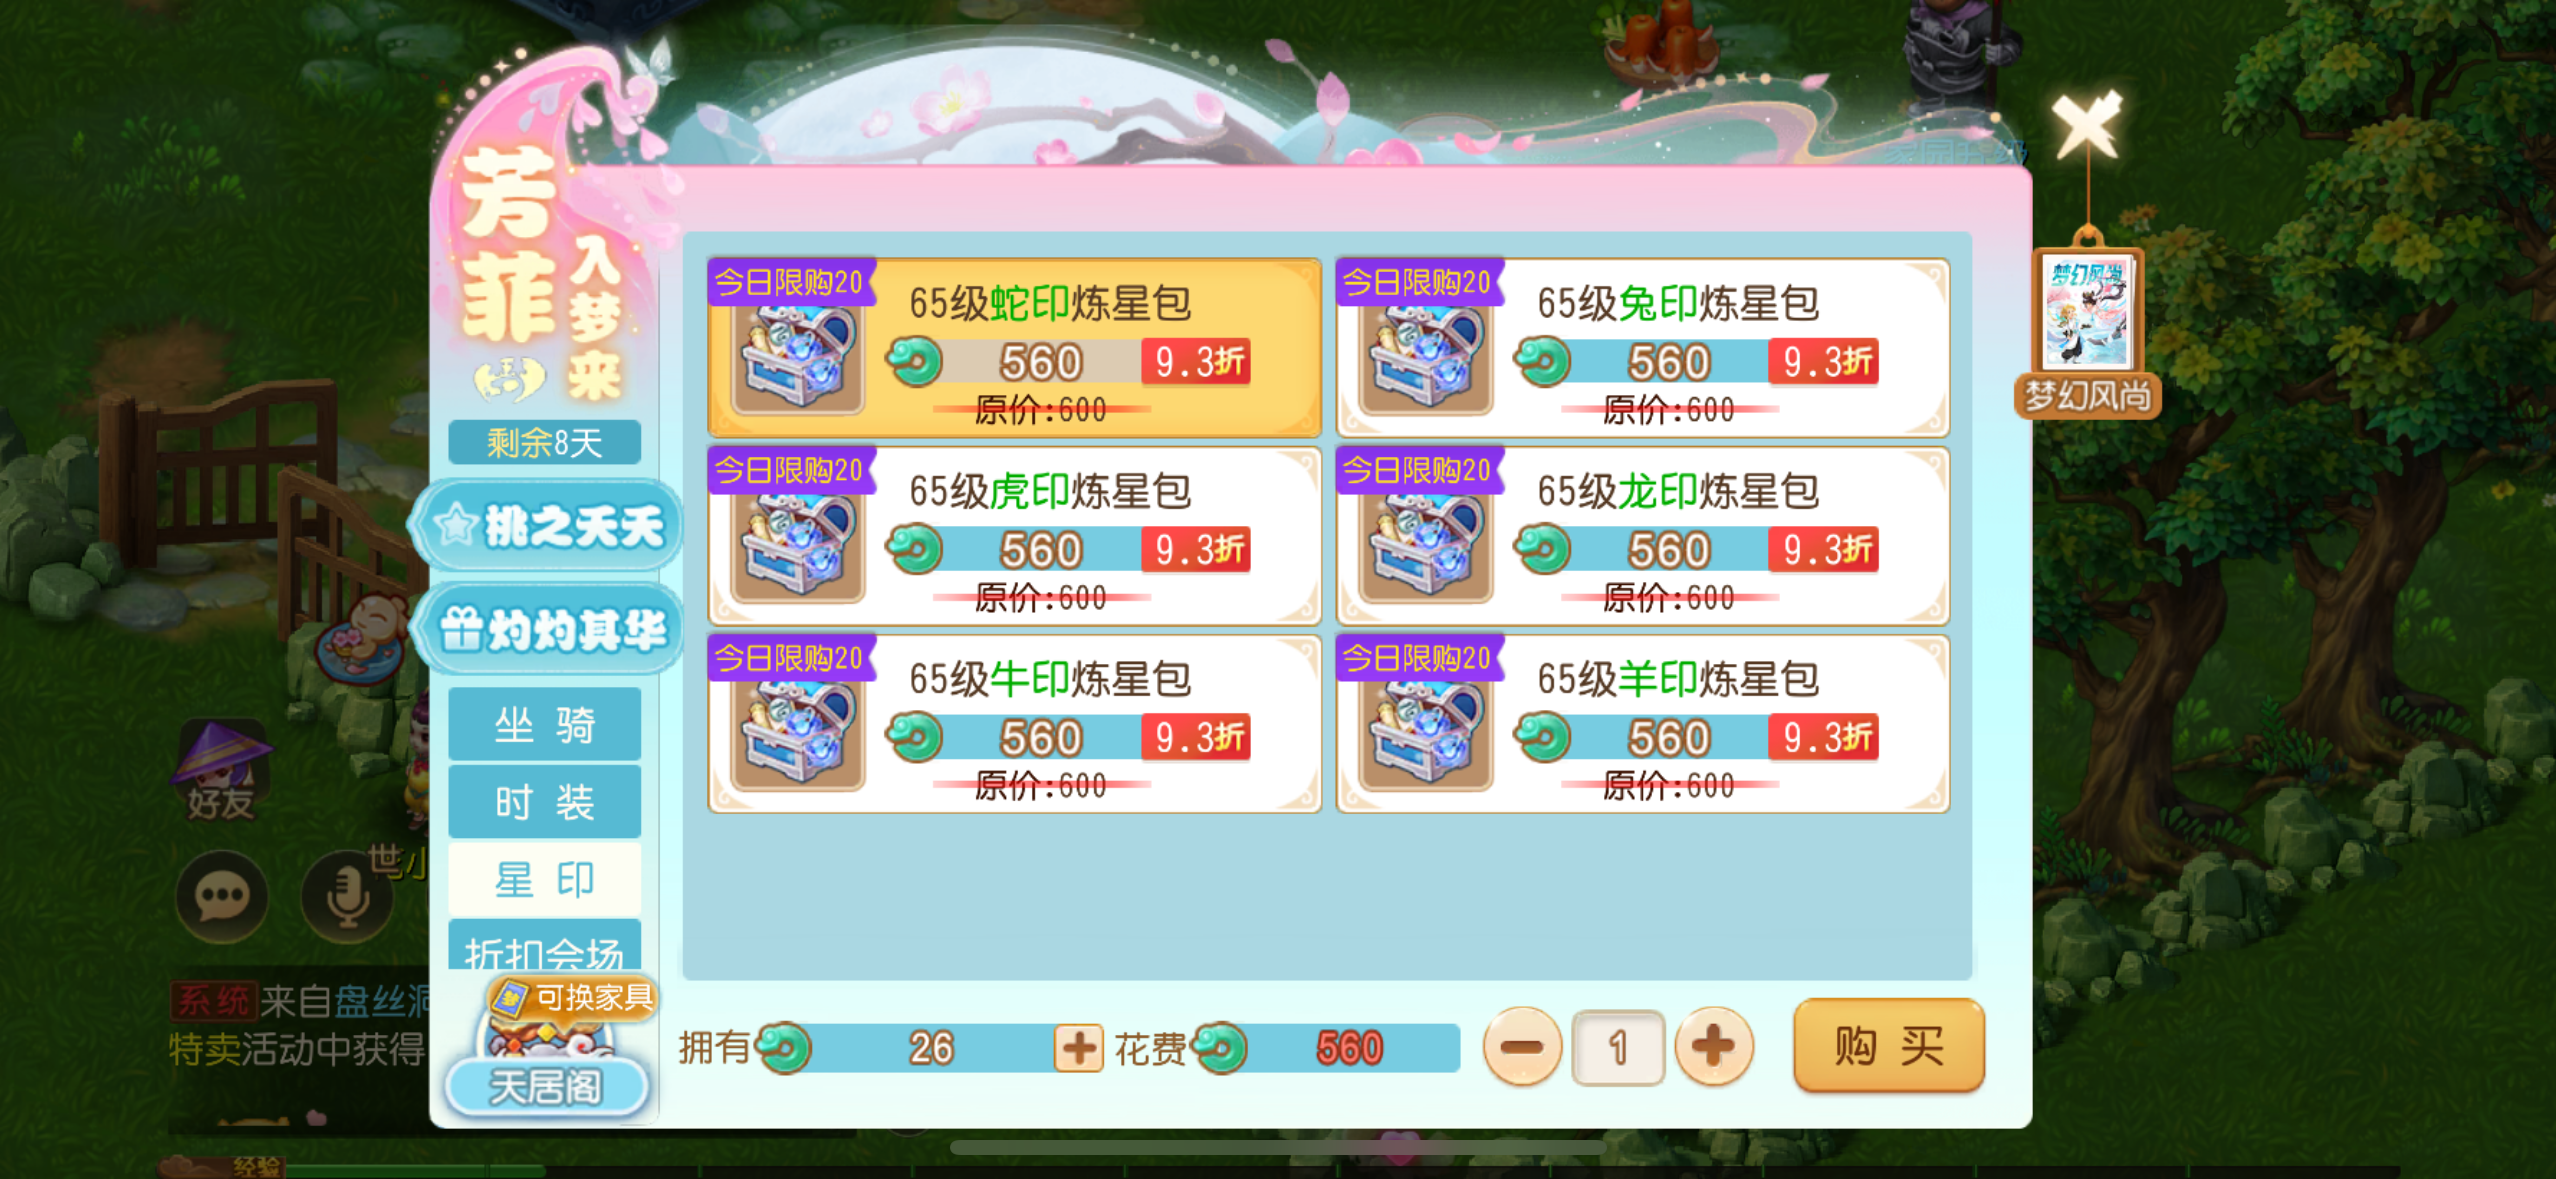 芳菲
入梦来
剩余8天
桃之夭夭
灼灼其华
坐骑
时装
星印
折扣会场
可换家具
天居阁
今日限购20
65级蛇印炼星包
560
9.3折
原价:600
今日限购20
65级兔印炼星包
560
9.3折
原价:600
今日限购20
65级虎印炼星包
560
9.3折
原价:600
今日限购20
65级龙印炼星包
560
9.3折
原价:600
今日限购20
65级牛印炼星包
560
9.3折
原价:600
今日限购20
65级羊印炼星包
560
9.3折
原价:600
拥有 26
花费 560
1
购买
梦幻风尚
梦幻风尚
好友
世小
系统 来自盘丝洞
特卖活动中获得
经验